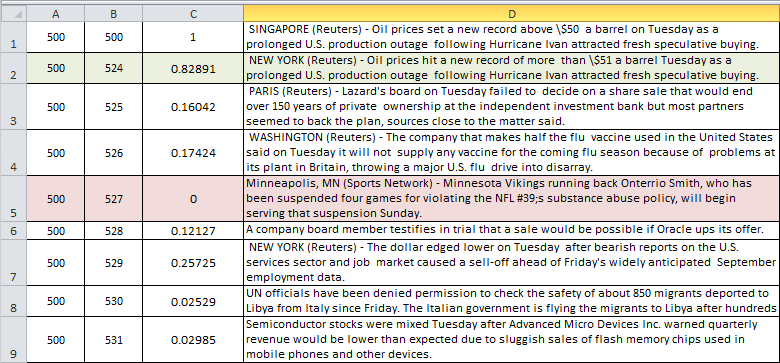 A B C D
1 500 500 1 SINGAPORE (Reuters) - Oil prices set a new record above \$50 a barrel on Tuesday as a
prolonged U.S. production outage following Hurricane Ivan attracted fresh speculative buying.
2 500 524 0.82891 NEW YORK (Reuters) - Oil prices hit a new record of more than \$51 a barrel Tuesday as a
prolonged U.S. production outage following Hurricane Ivan attracted fresh speculative buying.
3 500 525 0.16042 PARIS (Reuters) - Lazard's board on Tuesday failed to decide on a share sale that would end
over 150 years of private ownership at the independent investment bank but most partners
seemed to back the plan, sources close to the matter said.
4 500 526 0.17424 WASHINGTON (Reuters) - The company that makes half the flu vaccine used in the United States
said on Tuesday it will not supply any vaccine for the coming flu season because of problems at
its plant in Britain, throwing a major U.S. flu drive into disarray.
5 500 527 0 Minneapolis, MN (Sports Network) - Minnesota Vikings running back Onterrio Smith, who has
been suspended four games for violating the NFL #39;s substance abuse policy, will begin
serving that suspension Sunday.
6 500 528 0.12127 A company board member testifies in trial that a sale would be possible if Oracle ups its offer.
7 500 529 0.25725 NEW YORK (Reuters) - The dollar edged lower on Tuesday after bearish reports on the U.S.
services sector and job market caused a sell-off ahead of Friday's widely anticipated September
employment data.
8 500 530 0.02529 UN officials have been denied permission to check the safety of about 850 migrants deported to
Libya from Italy since Friday. The Italian government is flying the migrants to Libya after hundreds
9 500 531 0.02985 Semiconductor stocks were mixed Tuesday after Advanced Micro Devices Inc. warned quarterly
revenue would be lower than expected due to sluggish sales of flash memory chips used in
mobile phones and other devices.